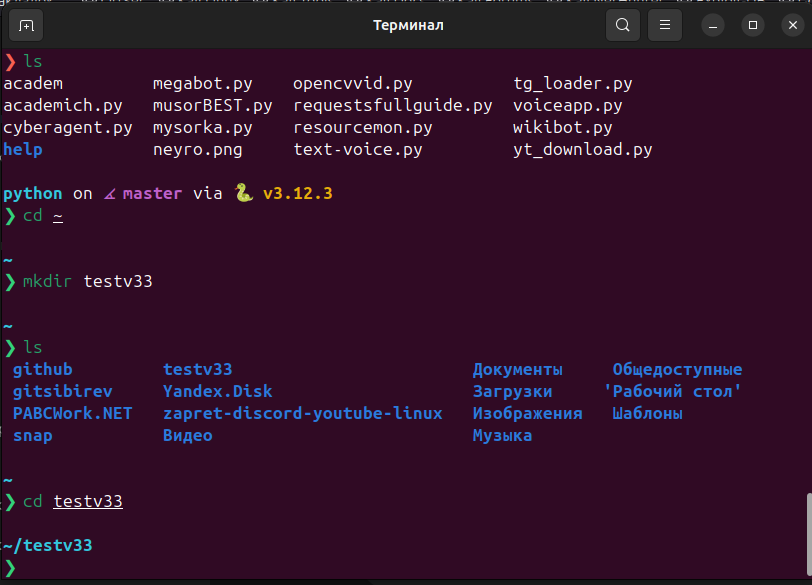 Терминал
❯ ls
academ megabot.py opencvvid.py tg_loader.py
academich.py musorBEST.py requestsfullguide.py voiceapp.py
cyberagent.py mysorka.py resourcemon.py wikibot.py
help neyro.png text-voice.py yt_download.py
python on master via 🐍 v3.12.3
❯ cd ~
~
❯ mkdir testv33
~
❯ ls
github testv33 Документы Общедоступные
gitsibirev Yandex.Disk Загрузки 'Рабочий стол'
PABCWork.NET zapret-discord-youtube-linux Изображения Шаблоны
snap Видео Музыка
~
❯ cd testv33
~/testv33
❯